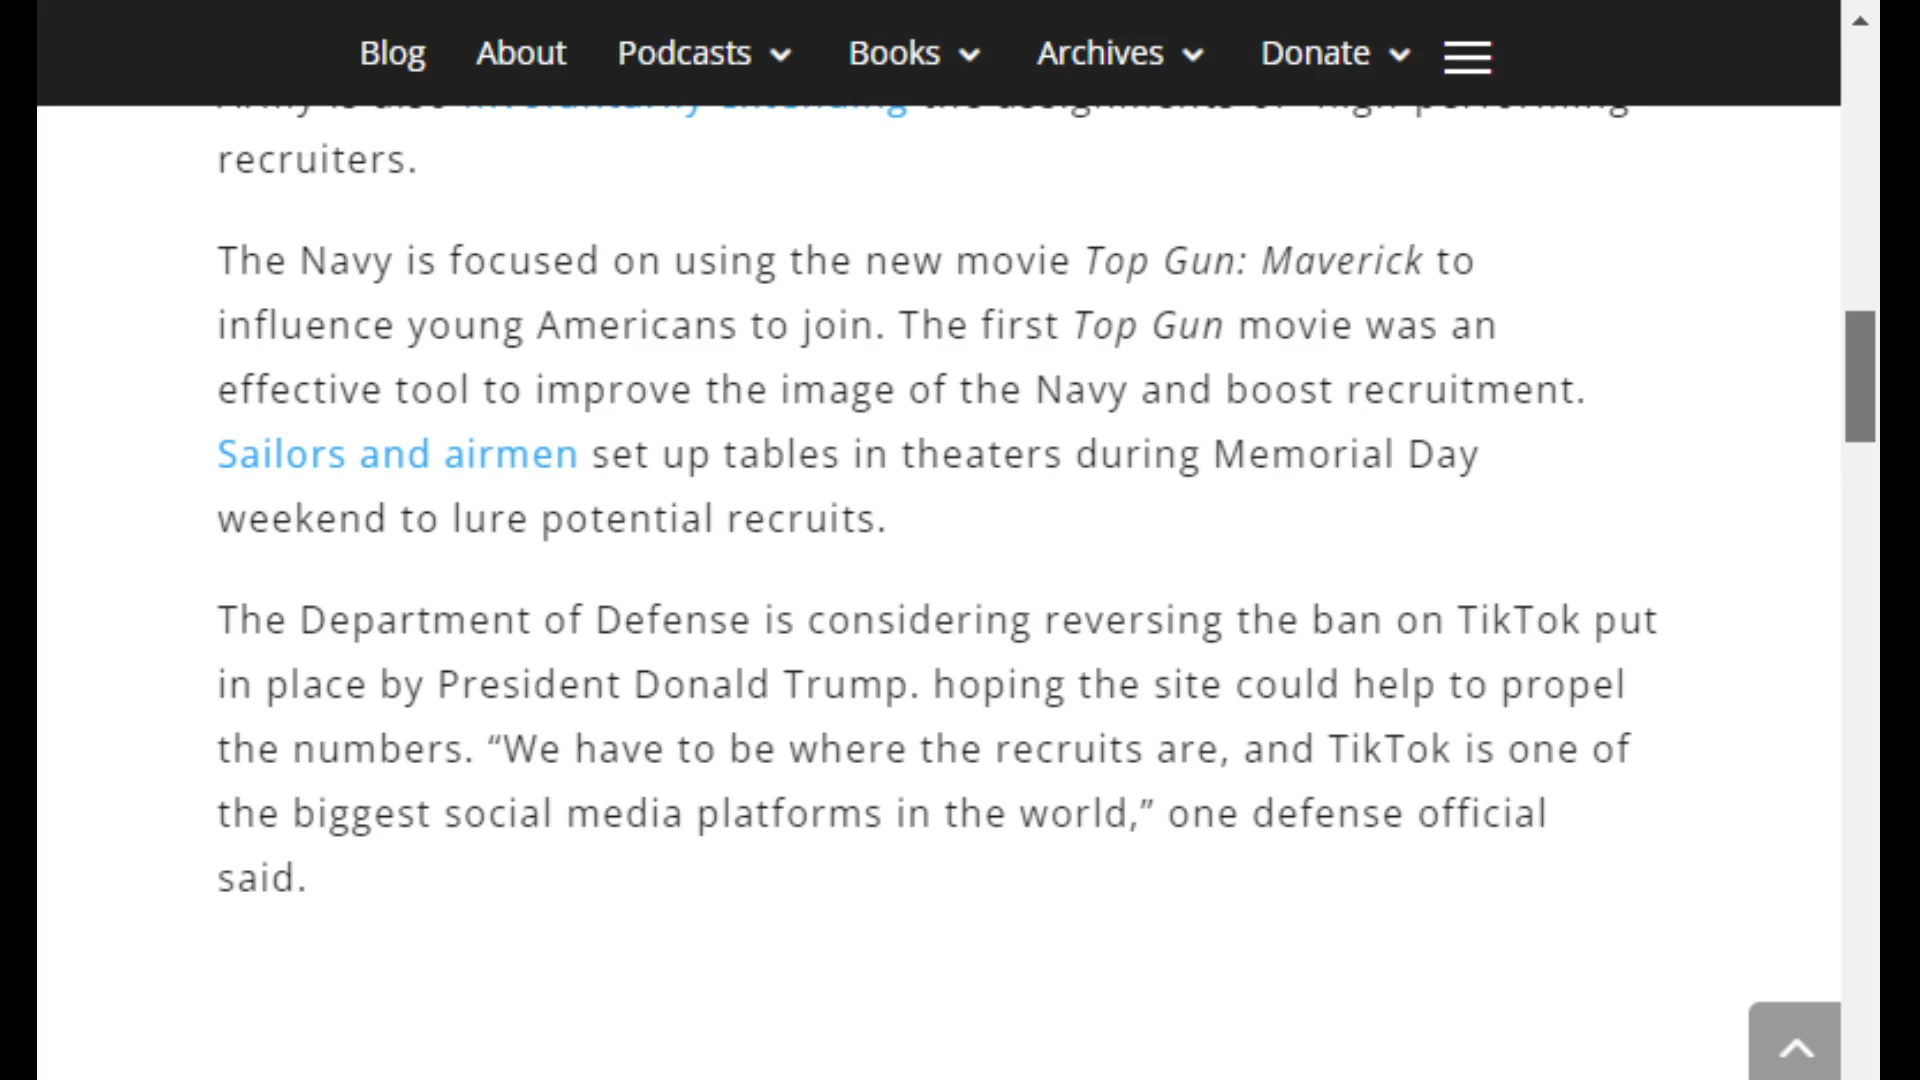 Blog About Podcasts Books Archives Donate
recruiters.
The Navy is focused on using the new movie Top Gun: Maverick to
influence young Americans to join. The first Top Gun movie was an
effective tool to improve the image of the Navy and boost recruitment.
Sailors and airmen set up tables in theaters during Memorial Day
weekend to lure potential recruits.
The Department of Defense is considering reversing the ban on TikTok put
in place by President Donald Trump. hoping the site could help to propel
the numbers. “We have to be where the recruits are, and TikTok is one of
the biggest social media platforms in the world,” one defense official
said.